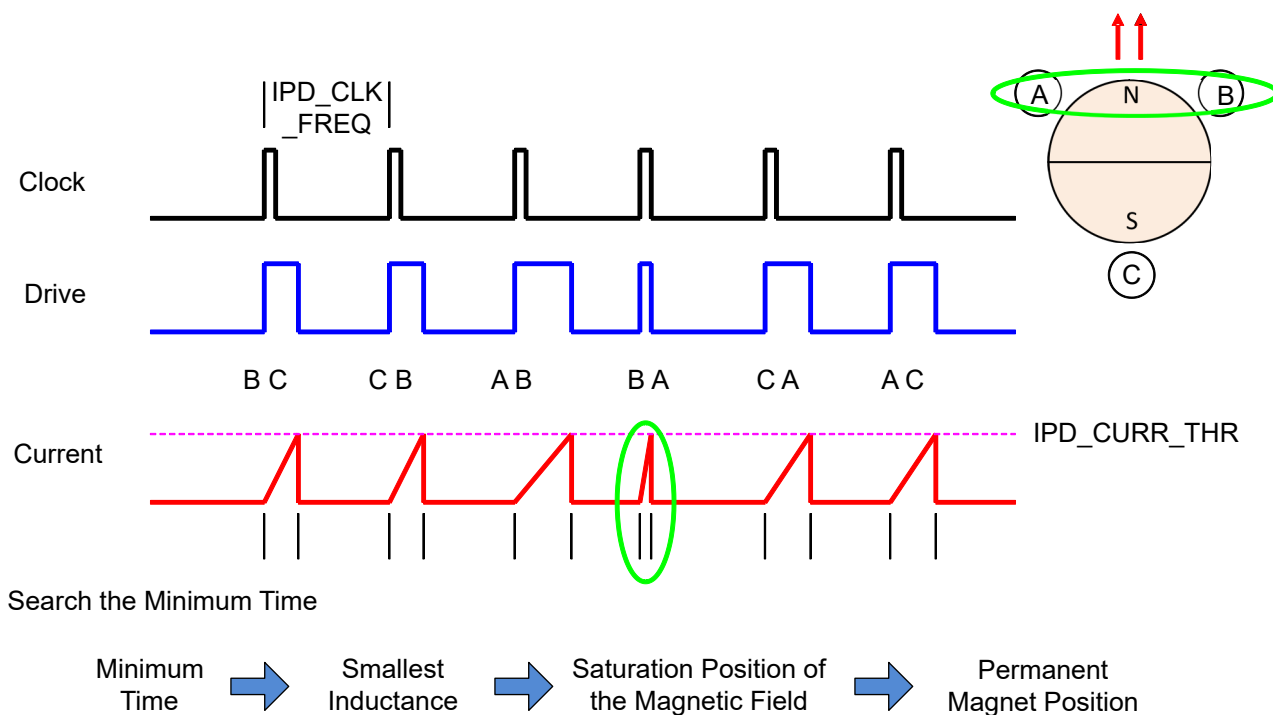 IPD_CLK
_FREQ
A
N
B
Clock
S
C
Drive
B C
C B
A B
B A
C A
A C
IPD_CURR_THR
Current
Search the Minimum Time
Minimum
Time
Smallest
Inductance
Saturation Position of
the Magnetic Field
Permanent
Magnet Position